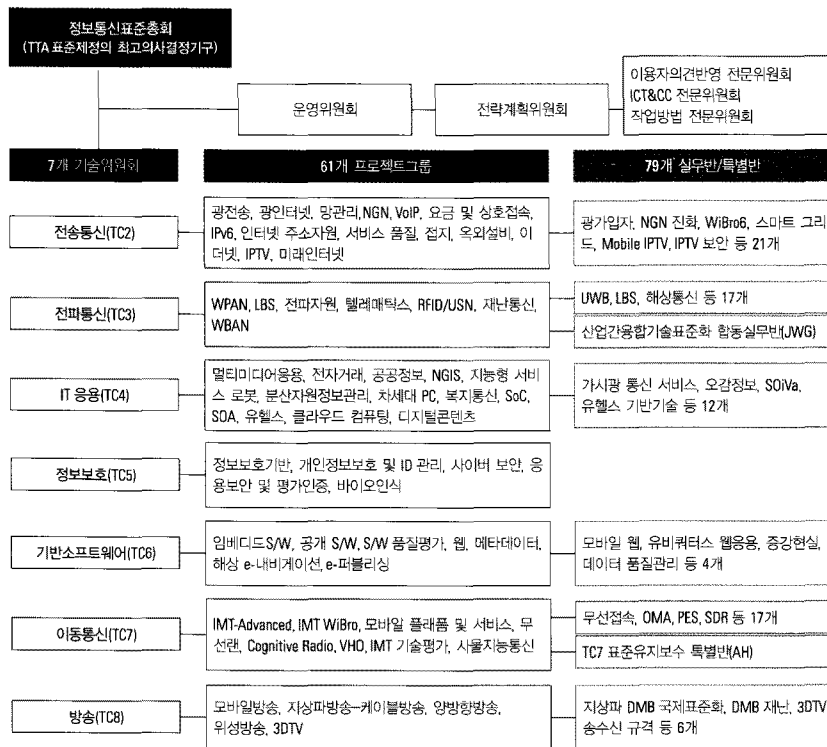 정보통신표준총회
(TTA 표준제정의 최고의사결정기구)
운영위원회
전략계획위원회
이용자의견반영 전문위원회
ICT&CC 전문위원회
작업방법 전문위원회
7개 기술위원회
61개 프로젝트그룹
79개 실무반/특별반
전송통신(TC2)
광전송, 광인터넷, 망관리, NGN, VoIP, 요금 및 상호접속,
IPv6, 인터넷 주소자원, 서비스 품질, 접지, 옥외설비, 이
더넷, IPTV, 미래인터넷
광가입자, NGN 진화, WiBro6, 스마트 그리
드, Mobile IPTV, IPTV 보안 등 21개
전파통신(TC3)
WPAN, LBS, 전파자원, 텔레매틱스, RFID/USN, 재난통신,
WBAN
UWB, LBS, 해상통신 등 17개
산업간융합기술표준화 합동실무반(JWG)
IT 응용(TC4)
멀티미디어응용, 전자거래, 공공정보, NGIS, 지능형 서비
스 로봇, 분산자원정보관리, 차세대 PC, 복지통신, SoC,
SOA, 유헬스, 클라우드 컴퓨팅, 디지털콘텐츠
가시광 통신 서비스, 오감정보, SOiVa,
유헬스 기반기술 등 12개
정보보호(TC5)
정보보호기반, 개인정보보호 및 ID 관리, 사이버 보안, 응
용보안 및 평가인증, 바이오인식
기반소프트웨어(TC6)
임베디드S/W, 공개 S/W, S/W 품질평가, 웹, 메타데이터,
해상 e-내비게이션, e-퍼블리싱
모바일 웹, 유비쿼터스 웹응용, 증강현실,
데이터 품질관리 등 4개
이동통신(TC7)
IMT-Advanced, IMT WiBro, 모바일 플래폼 및 서비스, 무
선랜, Cognitive Radio, VHO, IMT 기술평가, 사물지능통신
무선접속, OMA, PES, SDR 등 17개
TC7 표준유지보수 특별반(AH)
방송(TC8)
모바일방송, 지상파방송-케이블방송, 양방향방송,
위성방송, 3DTV
지상파 DMB 국제표준화, DMB 재난, 3DTV
송수신 규격 등 6개